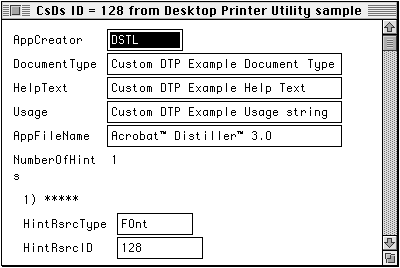 CsDs ID = 128 from Desktop Printer Utility sample
AppCreator DSTL
DocumentType Custom DTP Example Document Type
HelpText Custom DTP Example Help Text
Usage Custom DTP Example Usage string
AppFileName Acrobat™ Distiller™ 3.0
NumberOfHint 1
s
1) *****
HintRsrcType FOnt
HintRsrcID 128